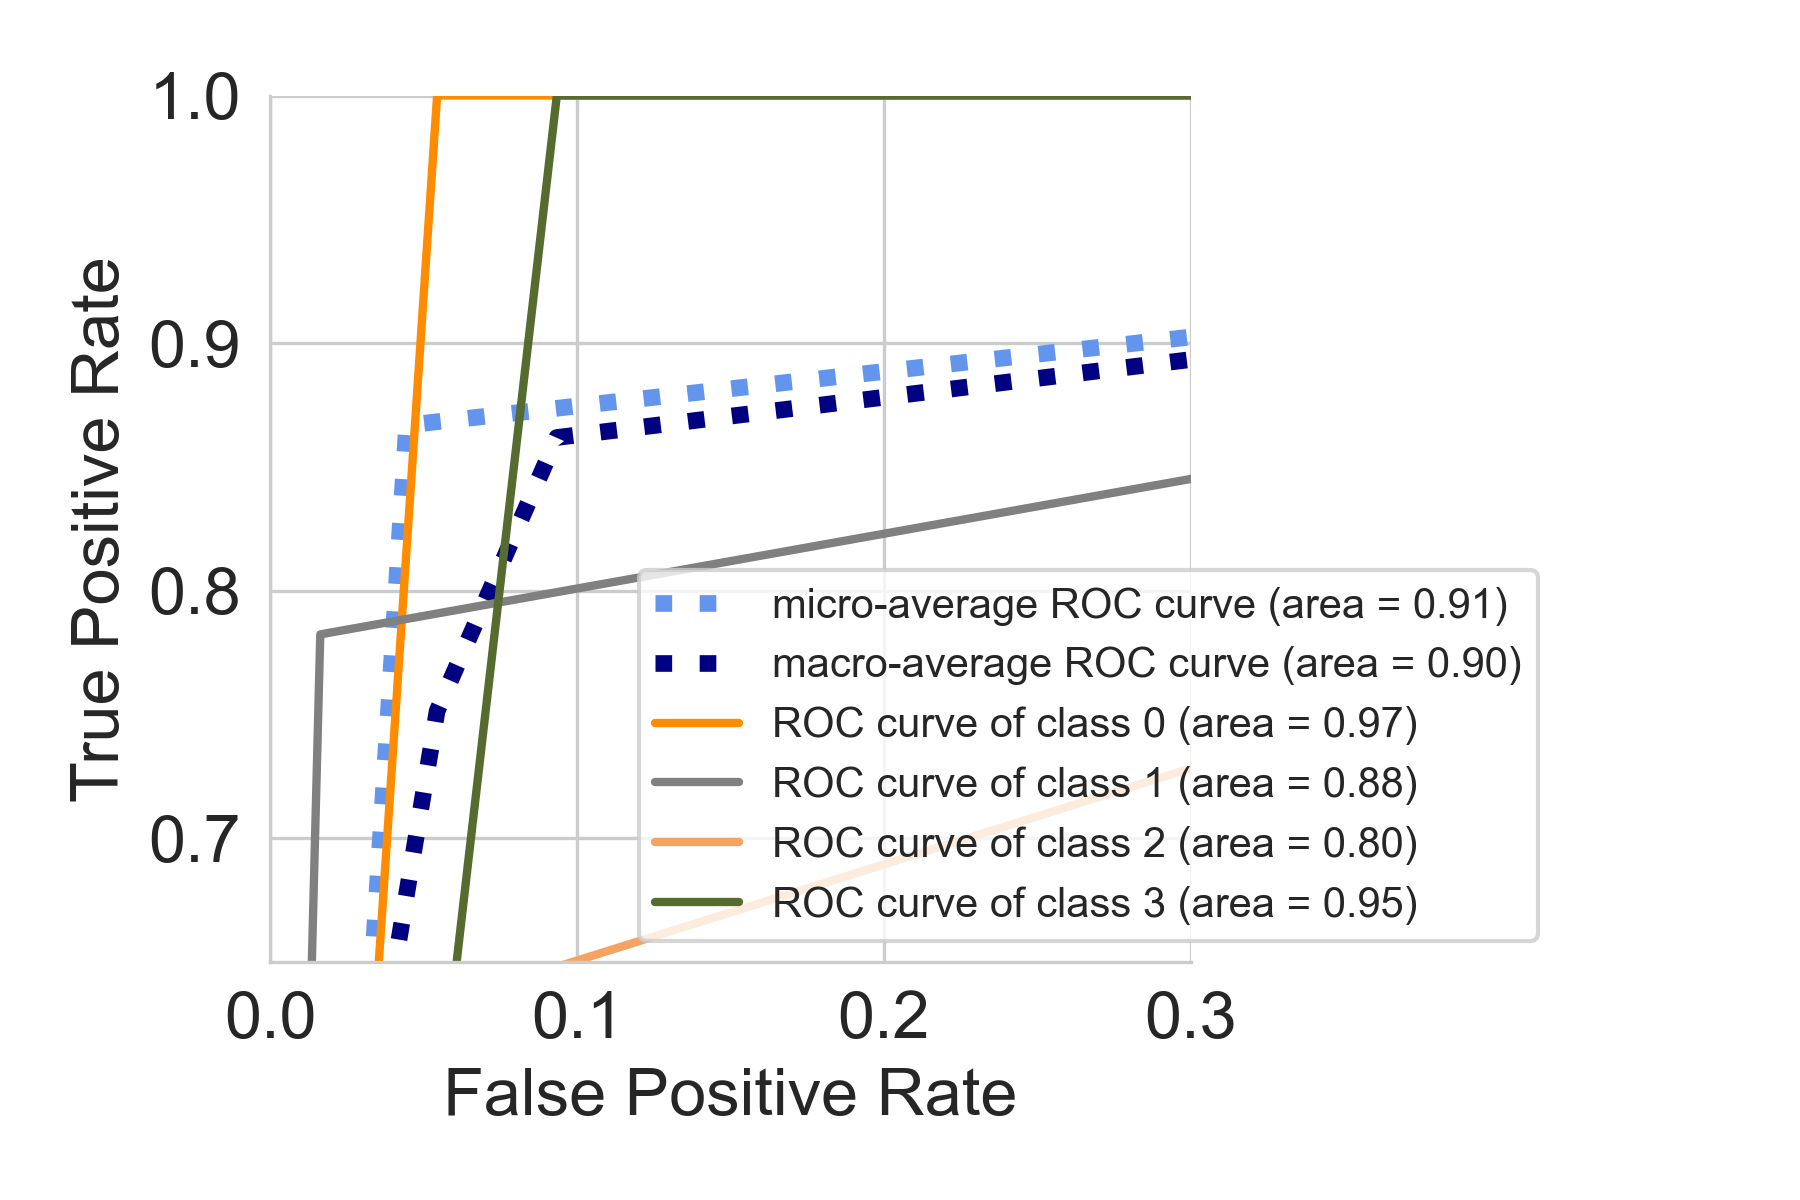 1.0
0.9
0.8
0.7
True Positive Rate
micro-average ROC curve (area = 0.91)
macro-average ROC curve (area = 0.90)
ROC curve of class 0 (area = 0.97)
ROC curve of class 1 (area = 0.88)
ROC curve of class 2 (area = 0.80)
ROC curve of class 3 (area = 0.95)
0.0 0.1 0.2 0.3
False Positive Rate